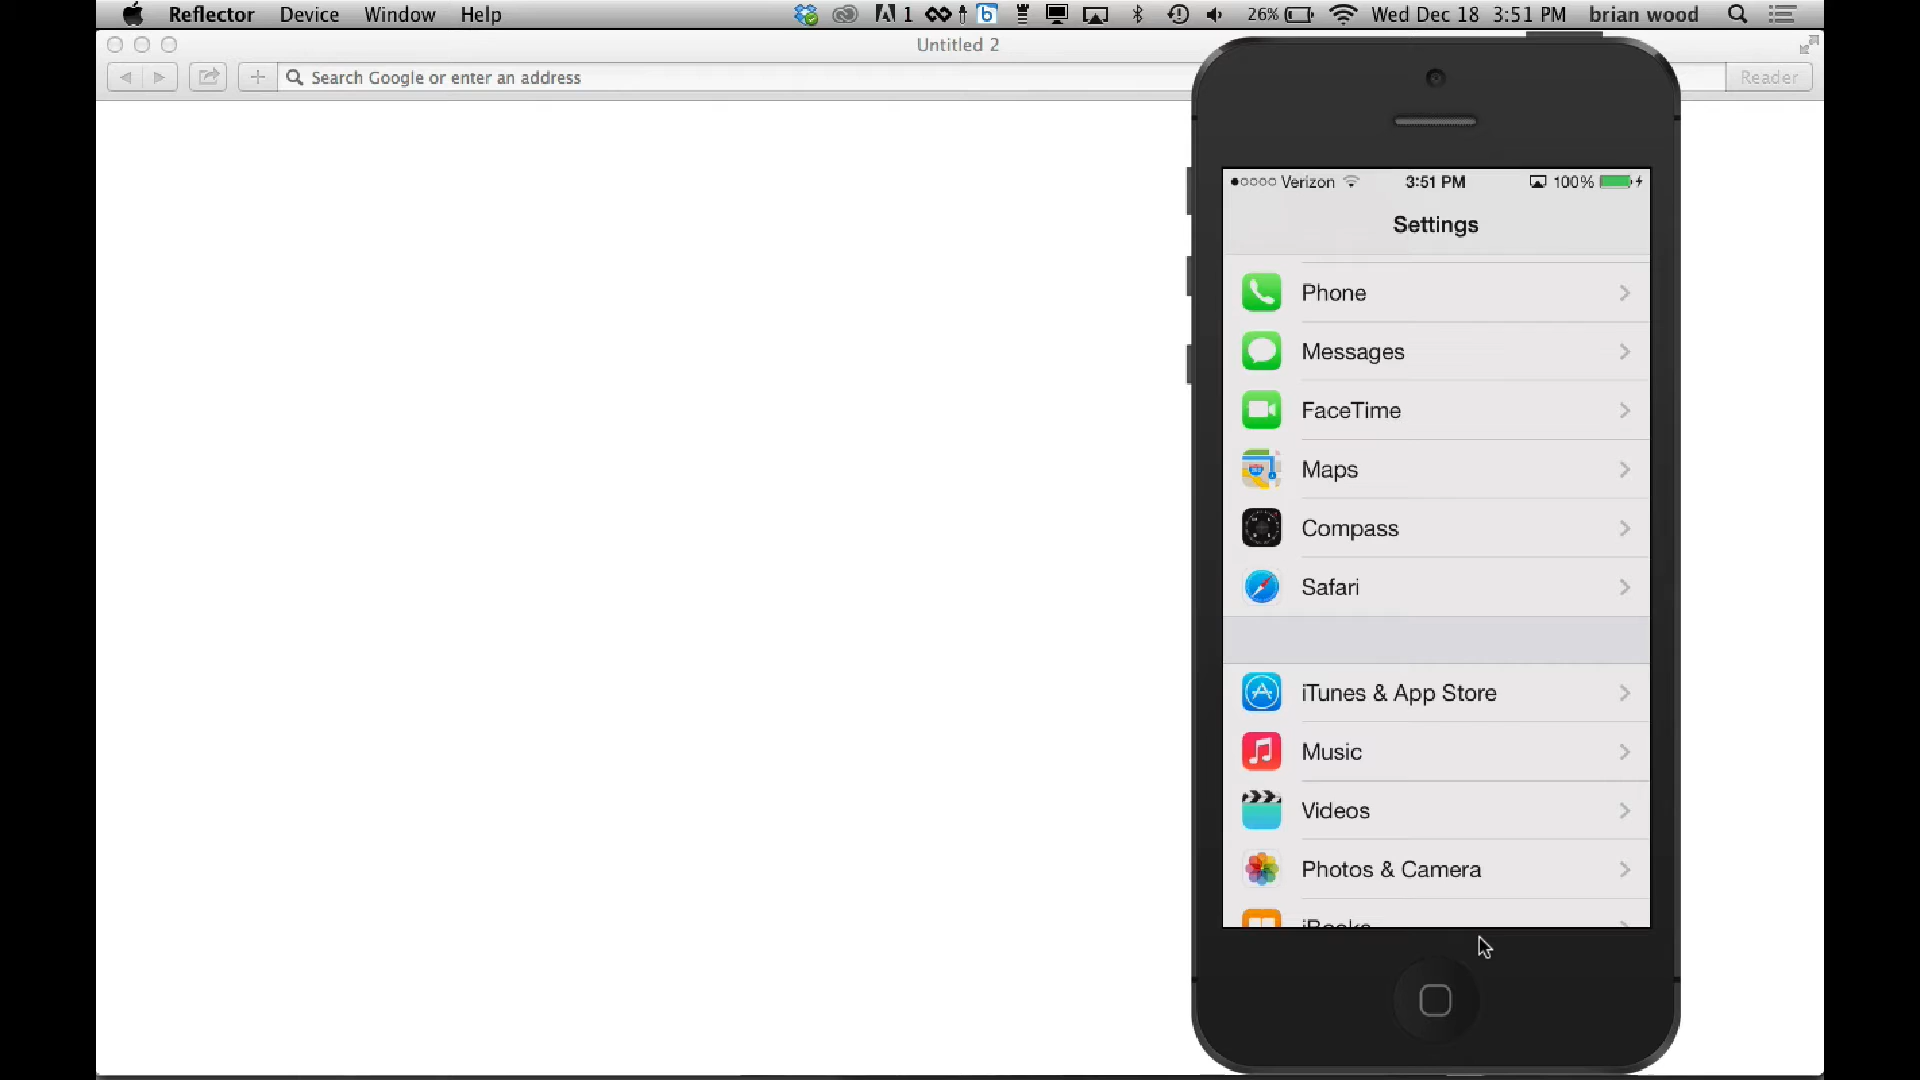 Reflector Device Window Help 1 26% Wed Dec 18 3:51 PM brian wood
Untitled 2
Search Google or enter an address
Reader
Verizon 3:51 PM 100%
Settings
Phone
Messages
FaceTime
Maps
Compass
Safari
iTunes & App Store
Music
Videos
Photos & Camera
iBooks